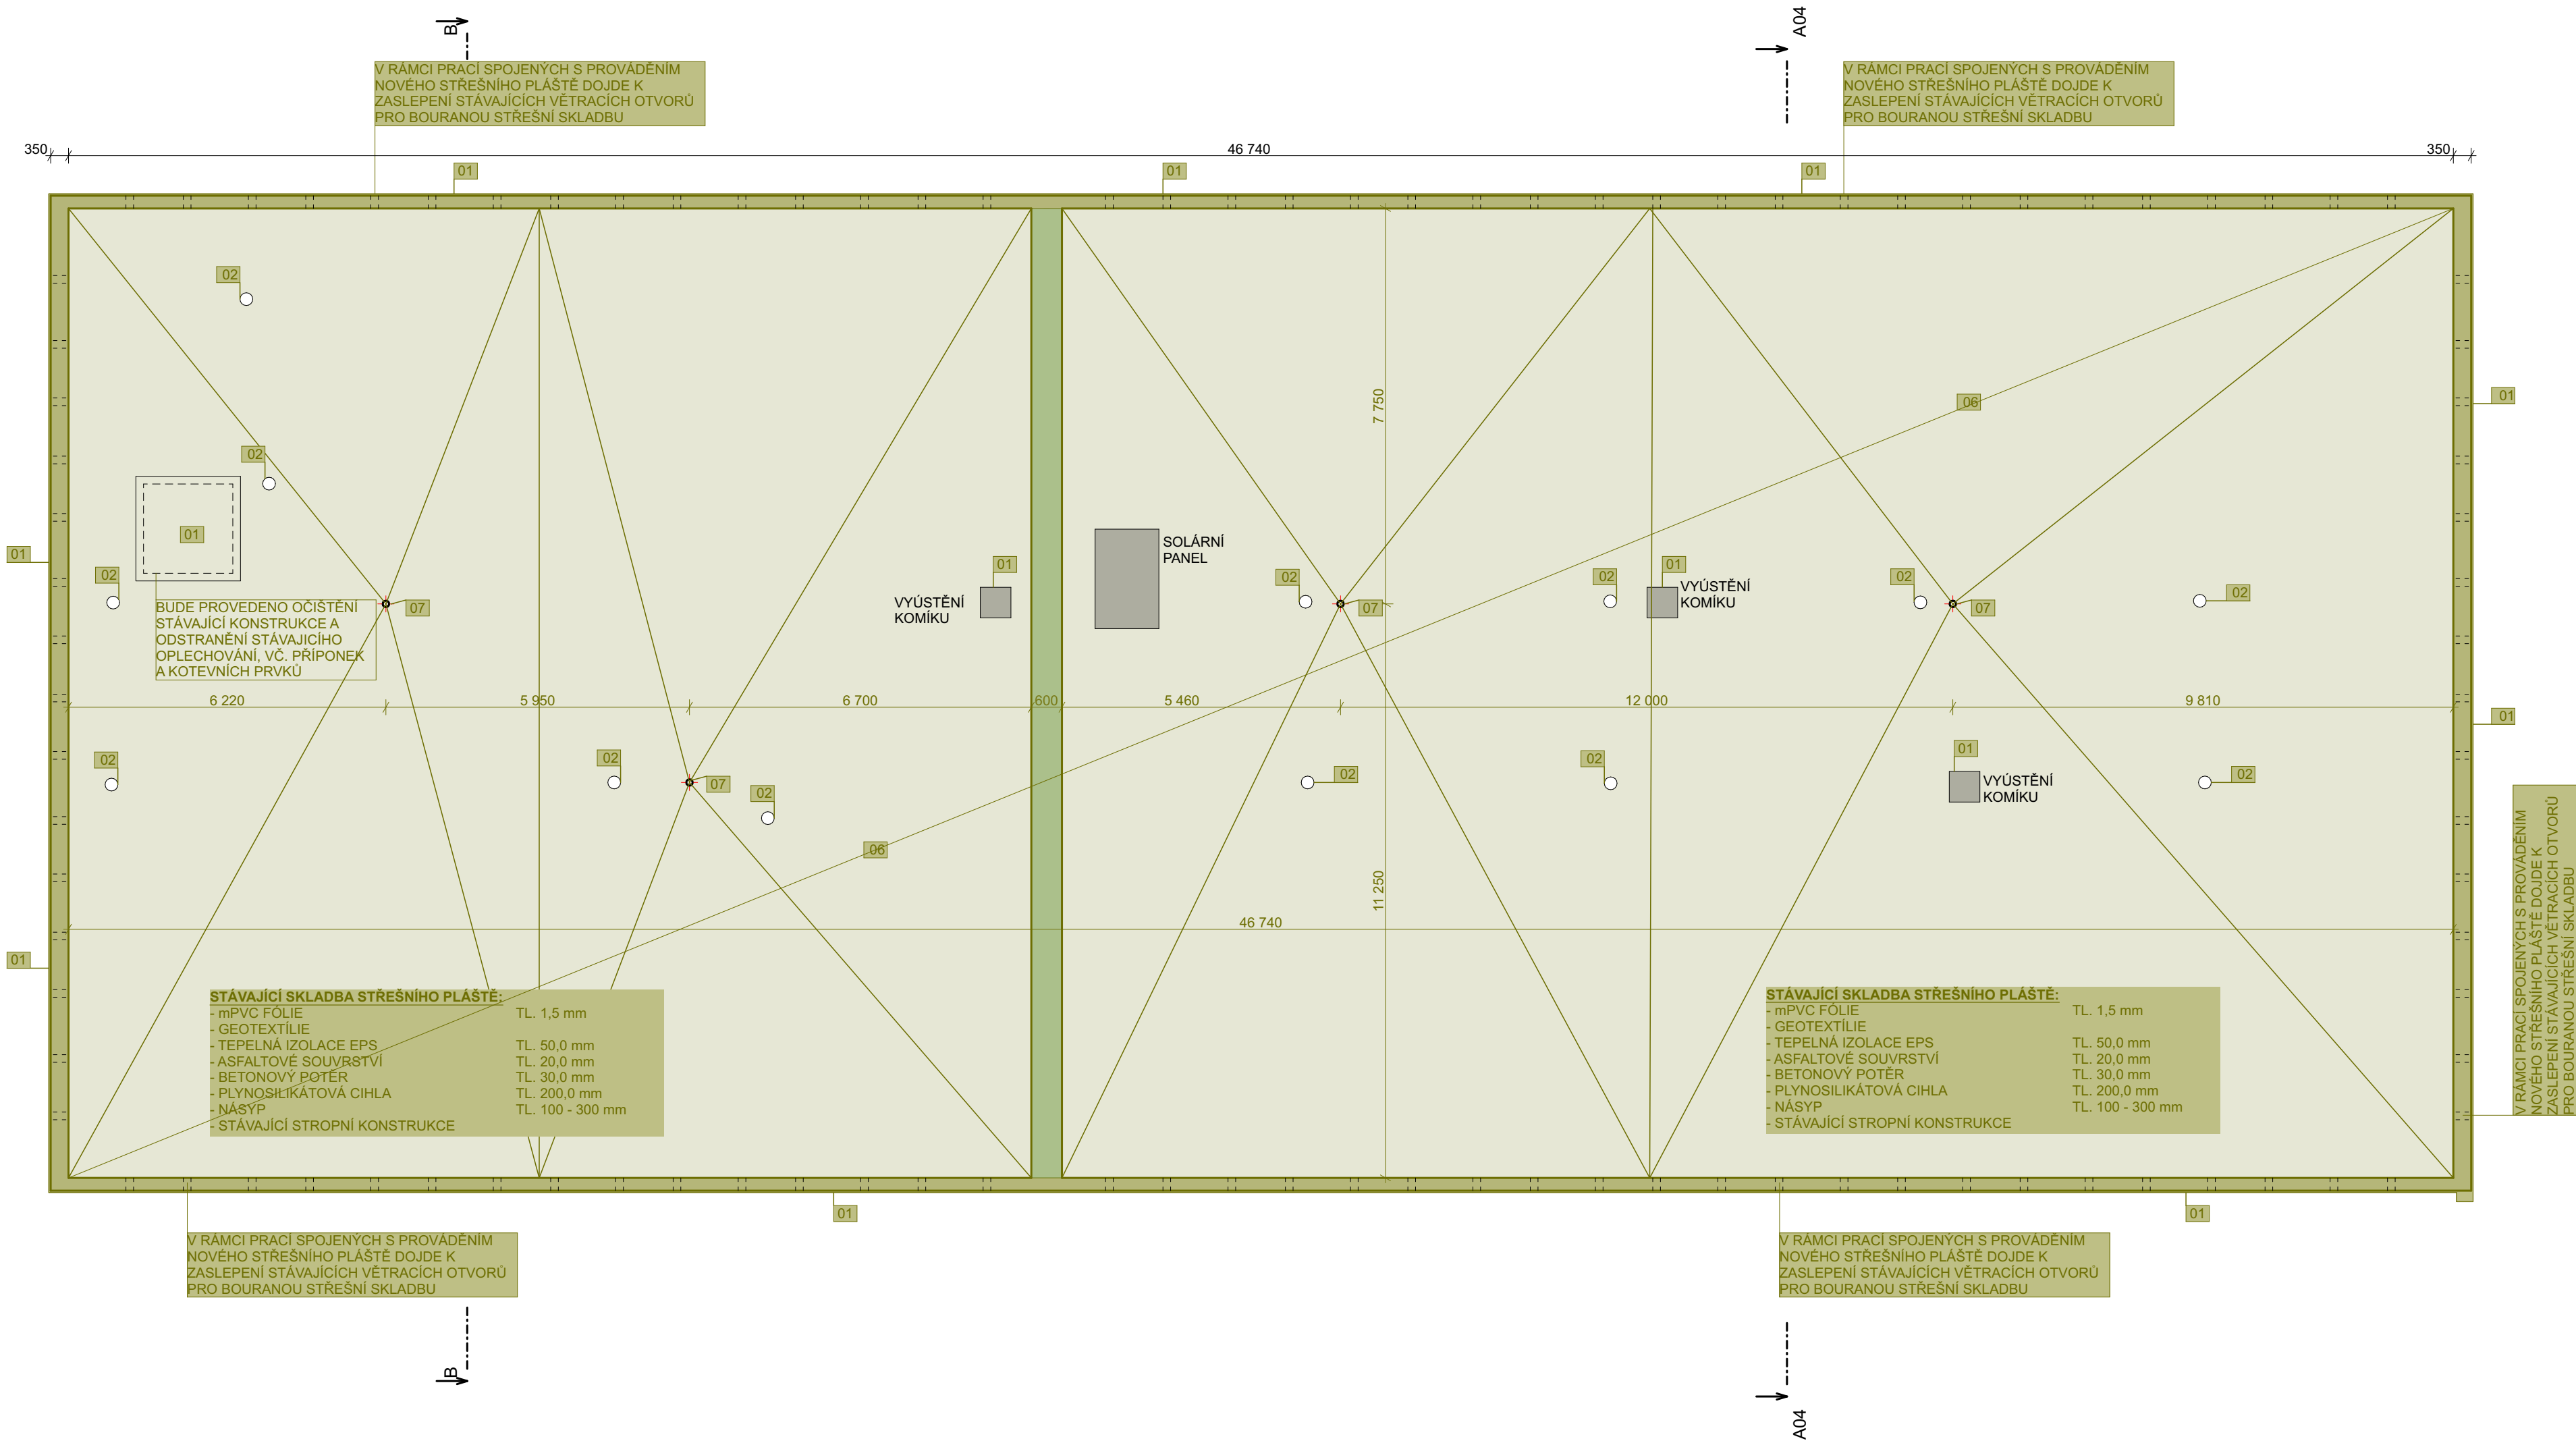 B
A04
V RÁMCI PRACÍ SPOJENÝCH S PROVÁDĚNÍM
NOVÉHO STŘEŠNÍHO PLÁŠTĚ DOJDE K
ZASLEPENÍ STÁVAJÍCÍCH VĚTRACÍCH OTVORŮ
PRO BOURANOU STŘEŠNÍ SKLADBU
V RÁMCI PRACÍ SPOJENÝCH S PROVÁDĚNÍM
NOVÉHO STŘEŠNÍHO PLÁŠTĚ DOJDE K
ZASLEPENÍ STÁVAJÍCÍCH VĚTRACÍCH OTVORŮ
PRO BOURANOU STŘEŠNÍ SKLADBU
350
46 740
350
01
01
01
02
7 750
06
01
02
01
SOLÁRNÍ
PANEL
01
02
01
VYÚSTĚNÍ
KOMÍKU
02
02
01
VYÚSTĚNÍ
KOMÍKU
02
02
07
07
07
BUDE PROVEDENO OČIŠTĚNÍ
STÁVAJÍCÍ KONSTRUKCE A
ODSTRANĚNÍ STÁVAJICÍHO
OPLECHOVÁNÍ, VČ. PŘÍPONEK
A KOTEVNÍCH PRVKŮ
6 220
5 950
6 700
600
5 460
12 000
9 810
01
02
02
07
02
02
02
01
VYÚSTĚNÍ
KOMÍKU
02
06
11 250
46 740
01
STÁVAJÍCÍ SKLADBA STŘEŠNÍHO PLÁŠTĚ:
- mPVC FÓLIE TL. 1,5 mm
- GEOTEXTÍLIE
- TEPELNÁ IZOLACE EPS TL. 50,0 mm
- ASFALTOVÉ SOUVRSTVÍ TL. 20,0 mm
- BETONOVÝ POTĚR TL. 30,0 mm
- PLYNOSILIKÁTOVÁ CIHLA TL. 200,0 mm
- NÁSYP TL. 100 - 300 mm
- STÁVAJÍCÍ STROPNÍ KONSTRUKCE
STÁVAJÍCÍ SKLADBA STŘEŠNÍHO PLÁŠTĚ:
- mPVC FÓLIE TL. 1,5 mm
- GEOTEXTÍLIE
- TEPELNÁ IZOLACE EPS TL. 50,0 mm
- ASFALTOVÉ SOUVRSTVÍ TL. 20,0 mm
- BETONOVÝ POTĚR TL. 30,0 mm
- PLYNOSILIKÁTOVÁ CIHLA TL. 200,0 mm
- NÁSYP TL. 100 - 300 mm
- STÁVAJÍCÍ STROPNÍ KONSTRUKCE
V RÁMCI PRACÍ SPOJENÝCH S PROVÁDĚNÍM
NOVÉHO STŘEŠNÍHO PLÁŠTĚ DOJDE K
ZASLEPENÍ STÁVAJÍCÍCH VĚTRACÍCH OTVORŮ
PRO BOURANOU STŘEŠNÍ SKLADBU
01
01
V RÁMCI PRACÍ SPOJENÝCH S PROVÁDĚNÍM
NOVÉHO STŘEŠNÍHO PLÁŠTĚ DOJDE K
ZASLEPENÍ STÁVAJÍCÍCH VĚTRACÍCH OTVORŮ
PRO BOURANOU STŘEŠNÍ SKLADBU
V RÁMCI PRACÍ SPOJENÝCH S PROVÁDĚNÍM
NOVÉHO STŘEŠNÍHO PLÁŠTĚ DOJDE K
ZASLEPENÍ STÁVAJÍCÍCH VĚTRACÍCH OTVORŮ
PRO BOURANOU STŘEŠNÍ SKLADBU
B
A04